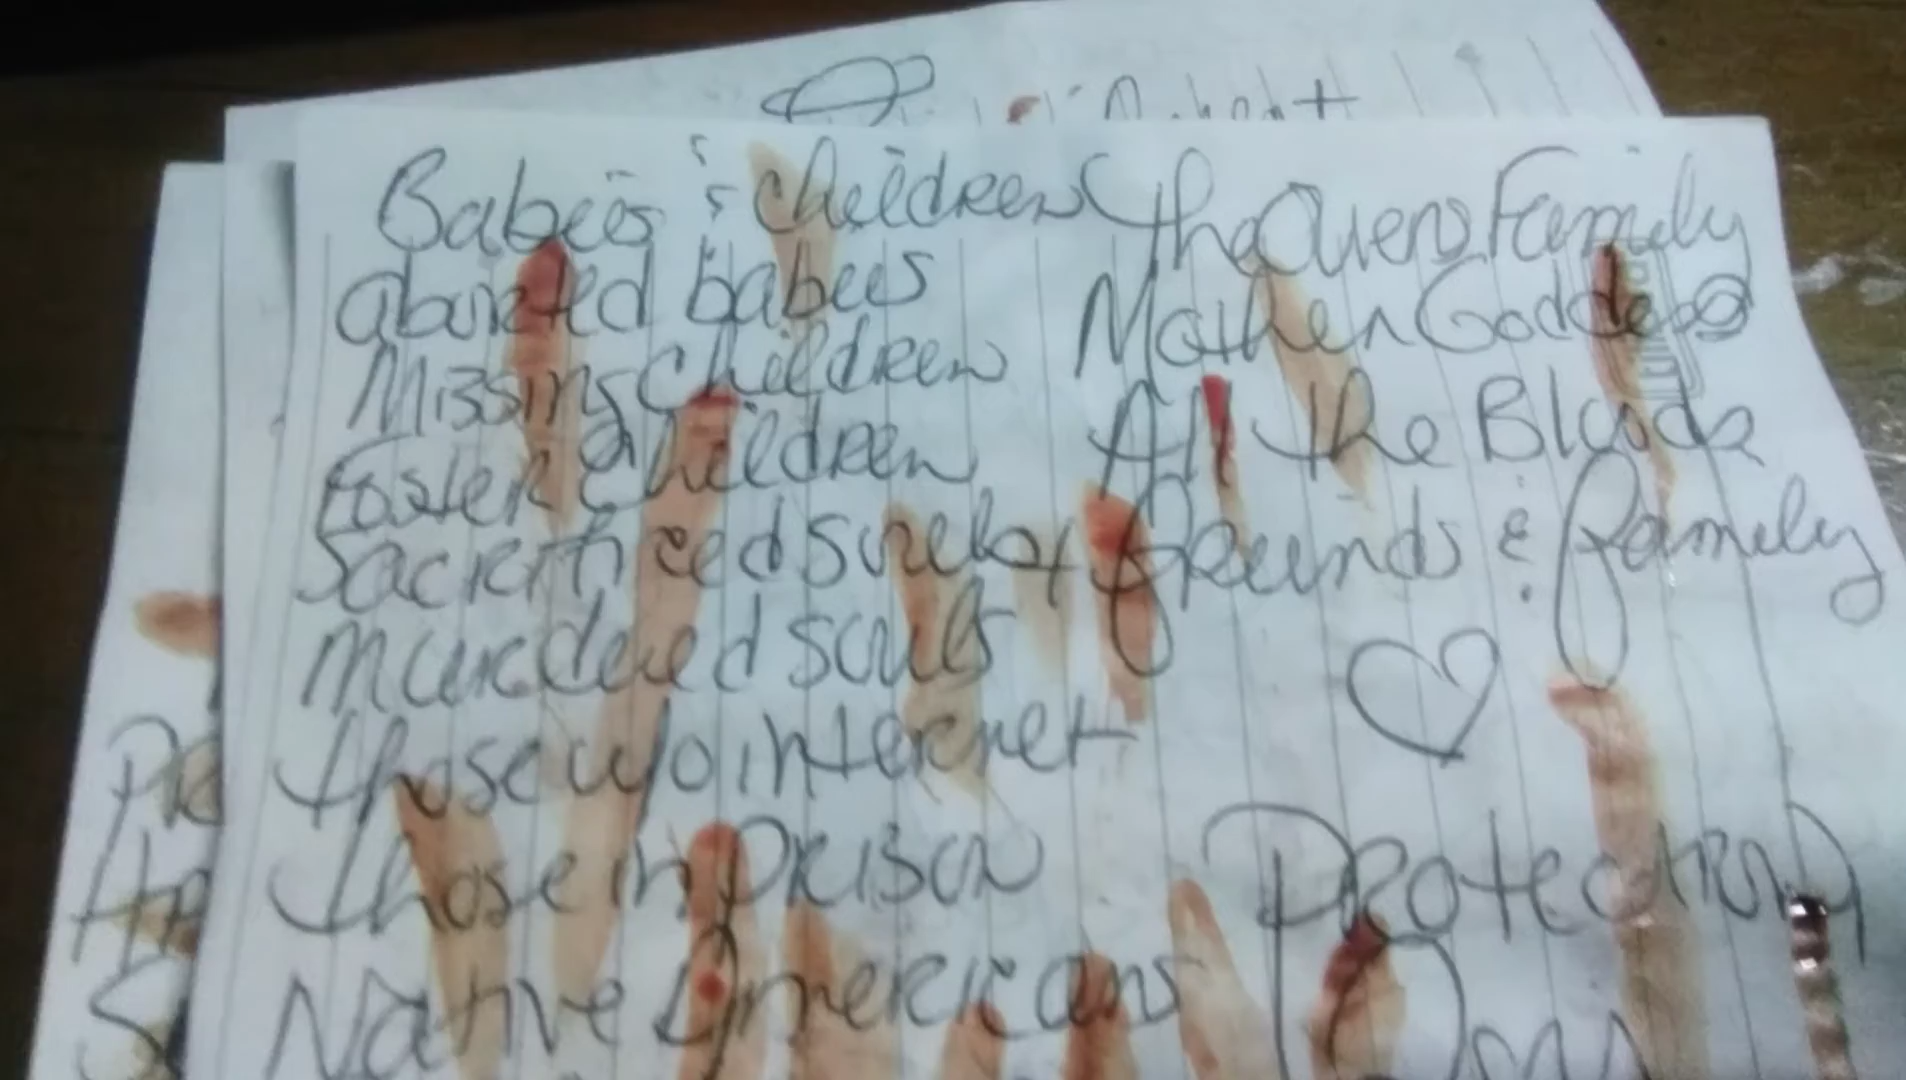 Babies & children
aborted babies
Missing Children
Foster Children
Sacrificed souls
murdered souls
those w/o internet
those in prison
Native Americans
the Owens Family
Mother Goddess
All the Bloods
friends & family
Protection